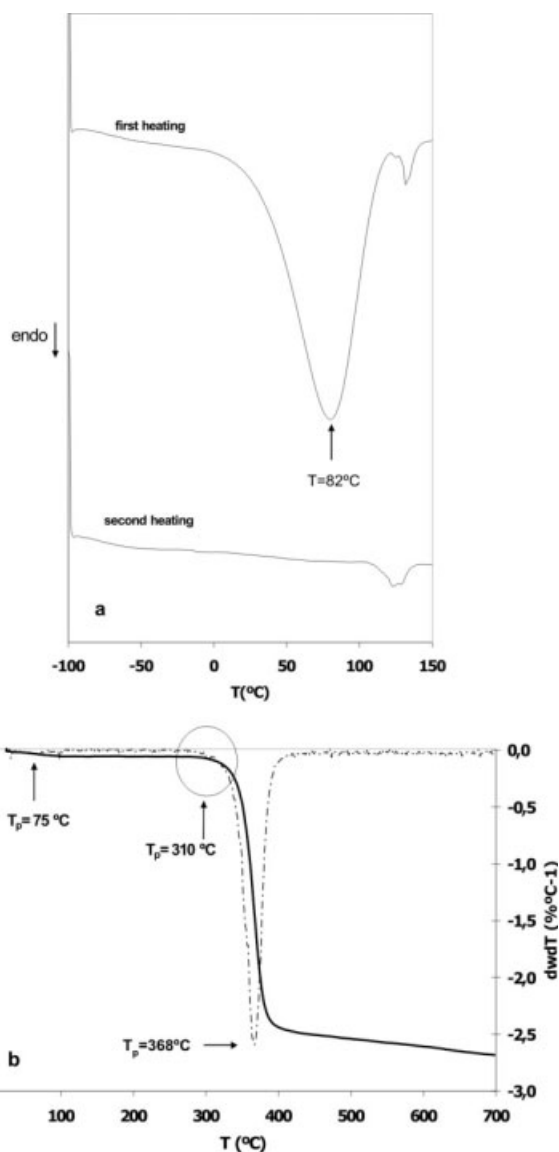 first heating
endo
T=82ºC
second heating
a
-100 -50 0 50 100 150
T(ºC)
0,0
-0,5
-1,0
-1,5
-2,0
-2,5
-3,0
dwdT (%ºC-1)
Tp= 75 ºC
Tp= 310 ºC
Tp=368ºC
b
100 200 300 400 500 600 700
T (ºC)